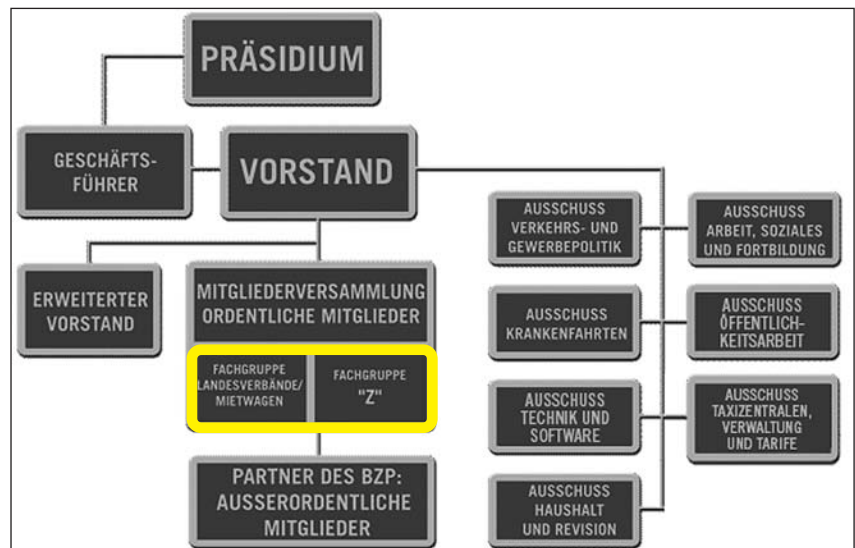 PRÄSIDIUM
GESCHÄFTS-
FÜHRER
VORSTAND
ERWEITERTER
VORSTAND
MITGLIEDERVERSAMMLUNG
ORDENTLICHE MITGLIEDER
FACHGRUPPE
LANDESVERBÄNDE/
MIETWAGEN
FACHGRUPPE
"Z"
PARTNER DES BZP:
AUSSERORDENTLICHE
MITGLIEDER
AUSSCHUSS
VERKEHRS- UND
GEWERBEPOLITIK
AUSSCHUSS
ARBEIT, SOZIALES
UND FORTBILDUNG
AUSSCHUSS
KRANKENFAHRTEN
AUSSCHUSS
ÖFFENTLICH-
KEITSARBEIT
AUSSCHUSS
TECHNIK UND
SOFTWARE
AUSSCHUSS
TAXIZENTRALEN,
VERWALTUNG
UND TARIFE
AUSSCHUSS
HAUSHALT
UND REVISION